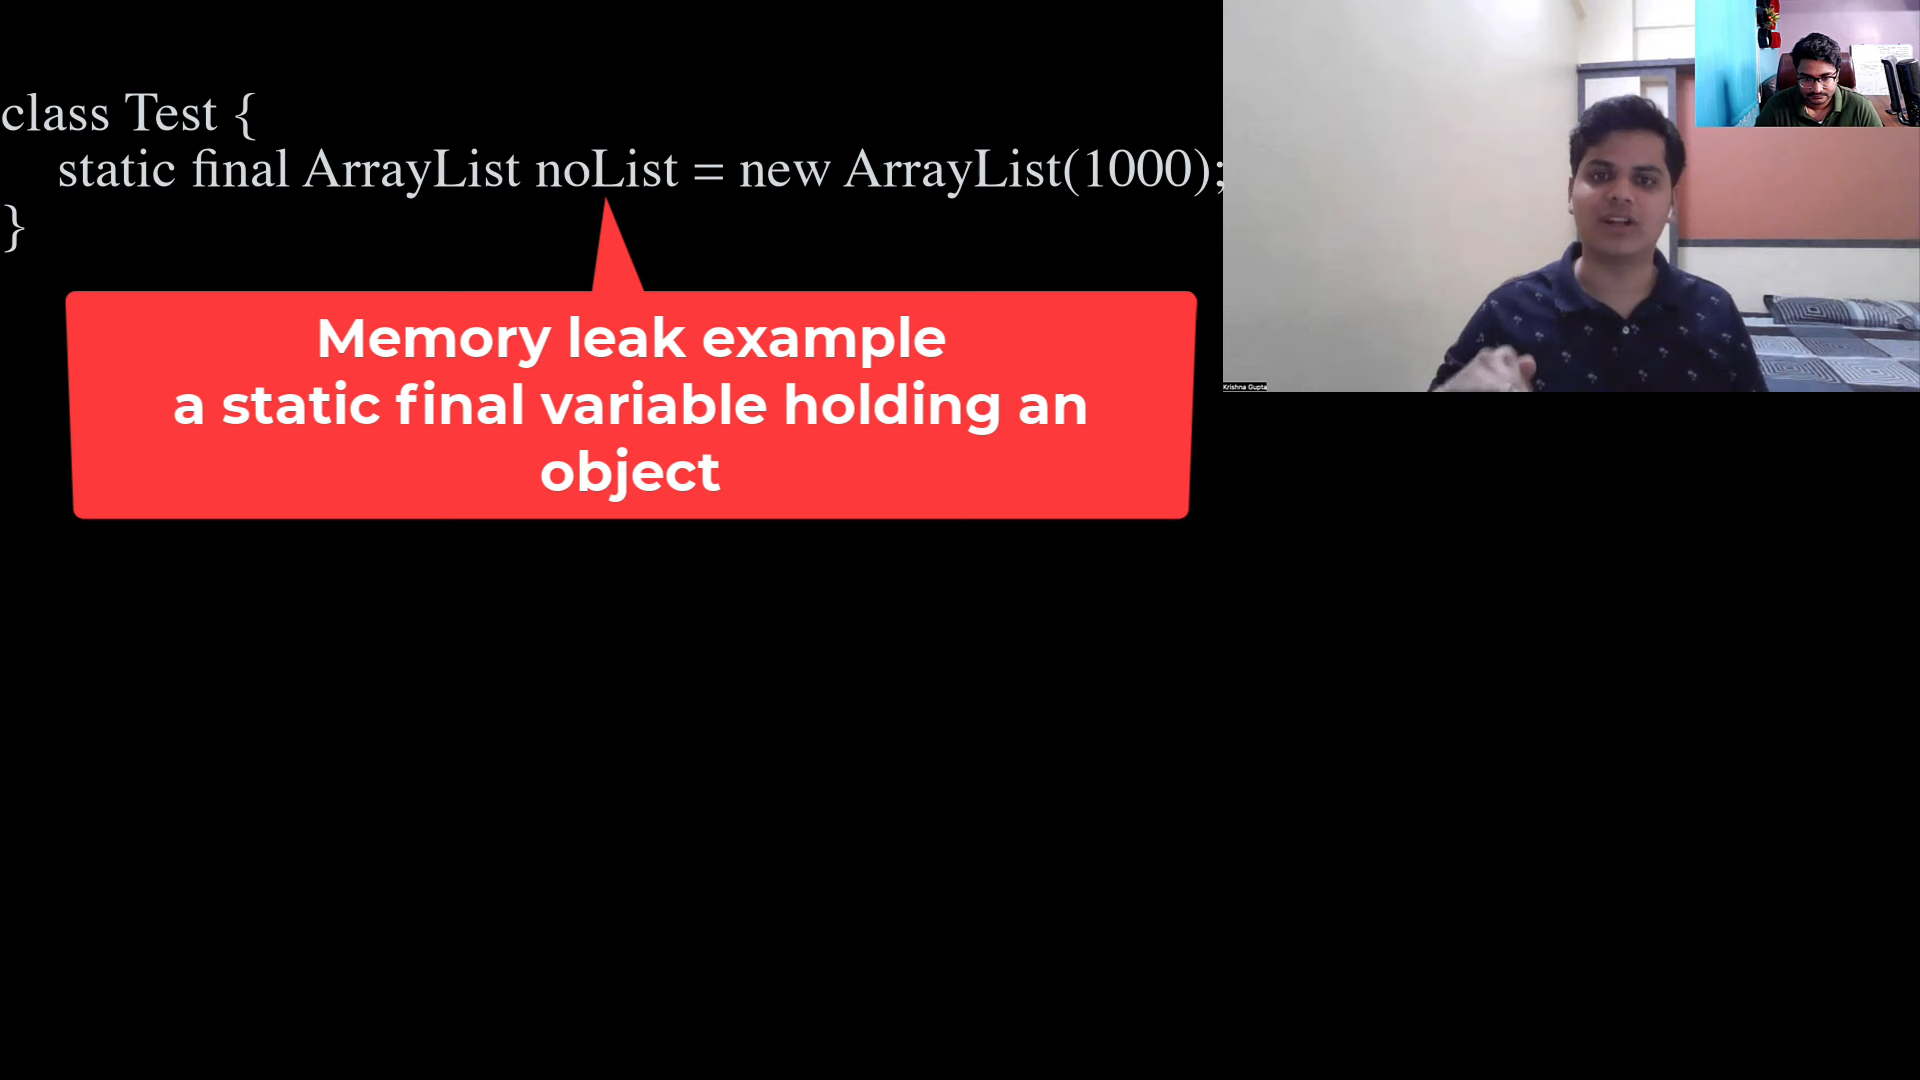 class Test {
static final ArrayList noList = new ArrayList(1000);
}
Memory leak example
a static final variable holding an
object
Krishna Gupta